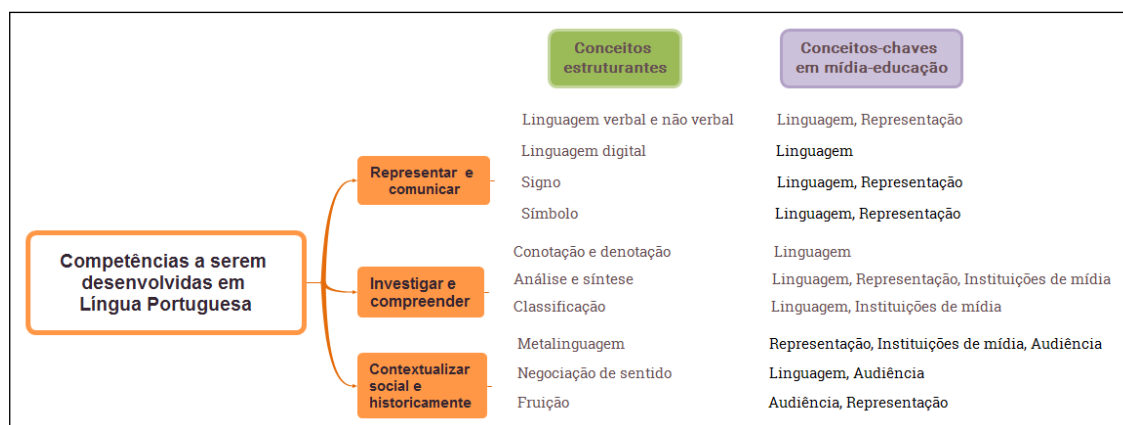 Conceitos
estruturantes
Conceitos-chaves
em mídia-educação
Competências a serem
desenvolvidas em
Língua Portuguesa
Representar e
comunicar
Linguagem verbal e não verbal
Linguagem, Representação
Linguagem digital
Linguagem
Signo
Linguagem, Representação
Símbolo
Linguagem, Representação
Investigar e
compreender
Conotação e denotação
Linguagem
Análise e síntese
Linguagem, Representação, Instituições de mídia
Classificação
Linguagem, Instituições de mídia
Contextualizar
social e
historicamente
Metalinguagem
Representação, Instituições de mídia, Audiência
Negociação de sentido
Linguagem, Audiência
Fruição
Audiência, Representação